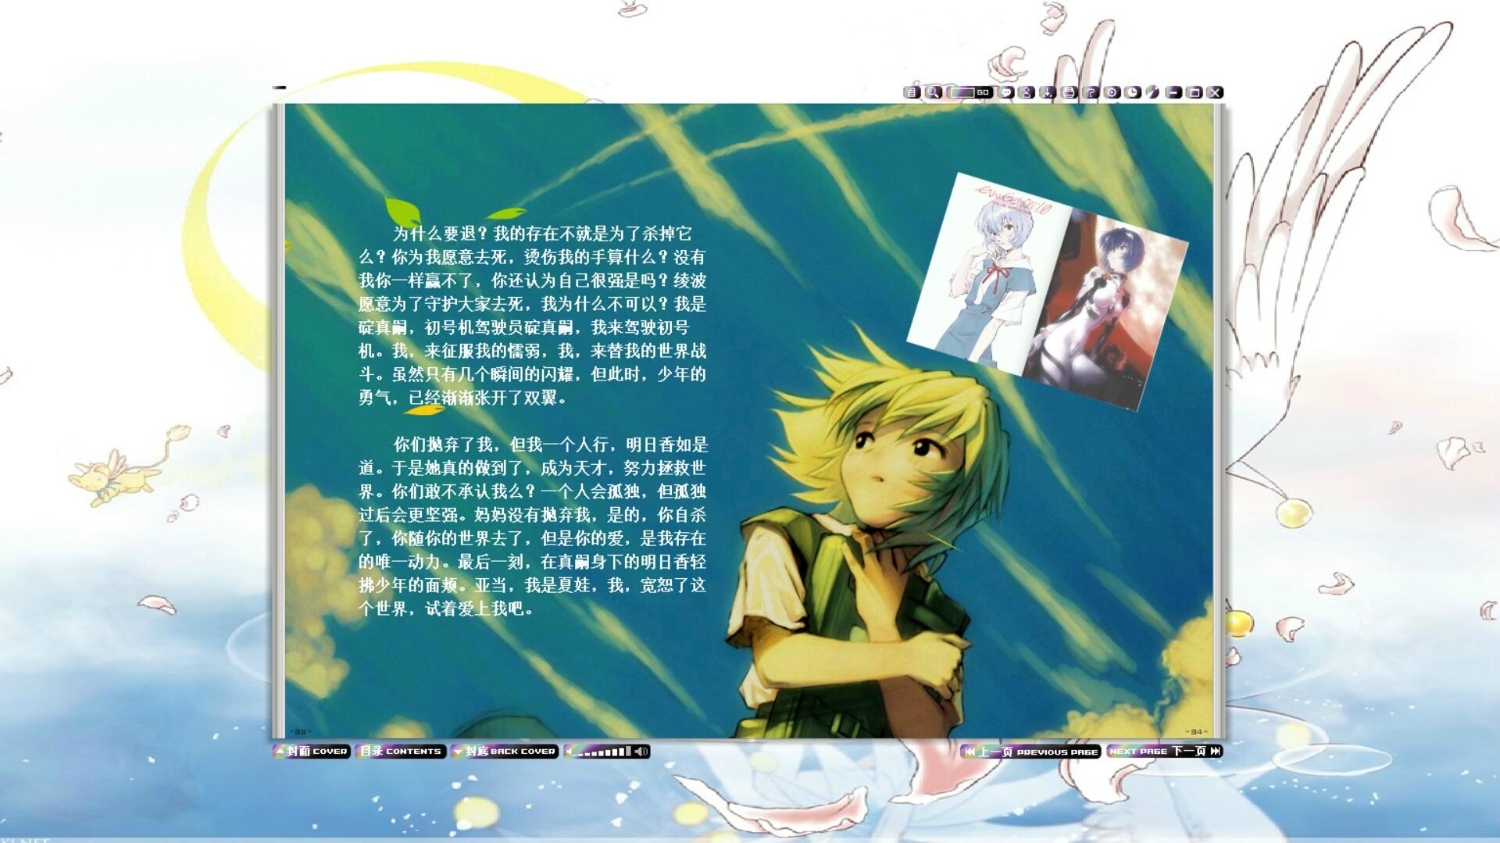 GO
EVANGELION:1.0
为什么要退？我的存在不就是为了杀掉它
么？你为我愿意去死，烫伤我的手算什么？没有
我你一样赢不了，你还认为自己很强是吗？绫波
愿意为了守护大家去死，我为什么不可以？我是
碇真嗣，初号机驾驶员碇真嗣，我来驾驶初号
机。我，来征服我的懦弱，我，来替我的世界战
斗。虽然只有几个瞬间的闪耀，但此时，少年的
勇气，已经渐渐张开了双翼。
你们抛弃了我，但我一个人行，明日香如是
道。于是她真的做到了，成为天才，努力拯救世
界。你们敢不承认我么？一个人会孤独，但孤独
过后会更坚强。妈妈没有抛弃我，是的，你自杀
了，你随你的世界去了，但是你的爱，是我存在
的唯一动力。最后一刻，在真嗣身下的明日香轻
拂少年的面颊。亚当，我是夏娃，我，宽恕了这
个世界，试着爱上我吧。
-33-
-34-
封面 COVER 目录 CONTENTS 封底 BACK COVER 上一页 PREVIOUS PAGE NEXT PAGE 下一页